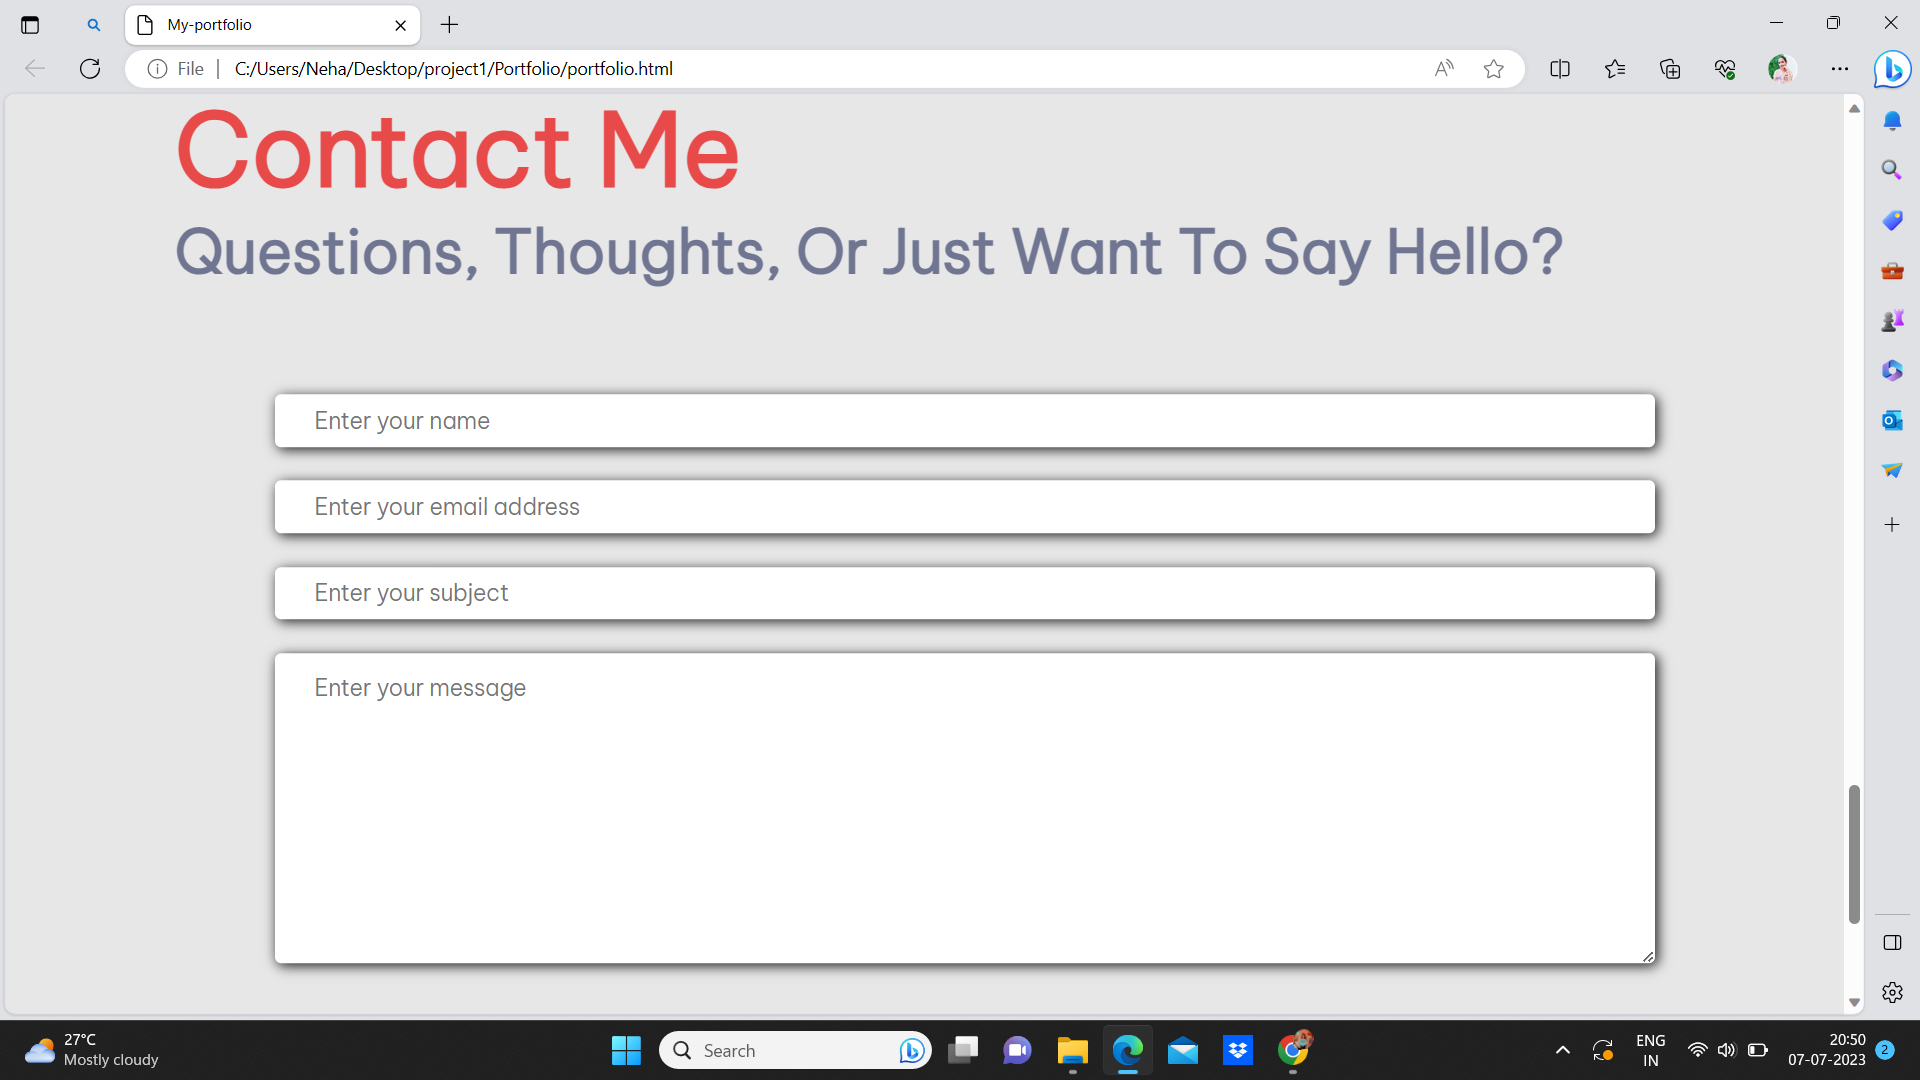 My-portfolio
File | C:/Users/Neha/Desktop/project1/Portfolio/portfolio.html
Contact Me
Questions, Thoughts, Or Just Want To Say Hello?
Enter your name
Enter your email address
Enter your subject
Enter your message
27°C
Mostly cloudy
Search
ENG
IN
20:50
07-07-2023
2